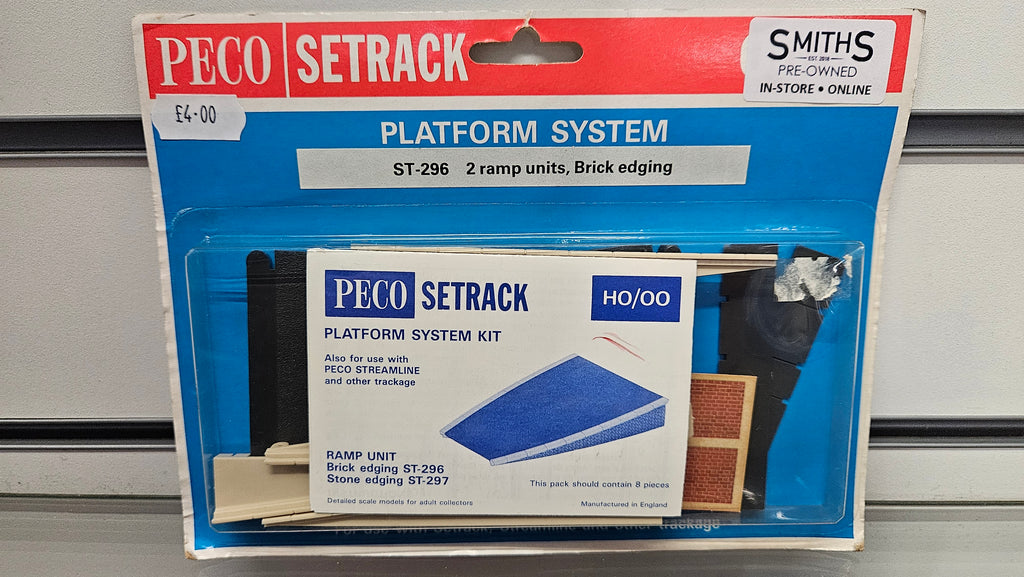 PECO SETRACK
SMITHS
EST. 2018
PRE-OWNED
IN-STORE • ONLINE
£4.00
PLATFORM SYSTEM
ST-296 2 ramp units, Brick edging
PECO SETRACK
HO/OO
PLATFORM SYSTEM KIT
Also for use with
PECO STREAMLINE
and other trackage
RAMP UNIT
Brick edging ST-296
Stone edging ST-297
This pack should contain 8 pieces
Detailed scale models for adult collectors
Manufactured in England
and other trackage